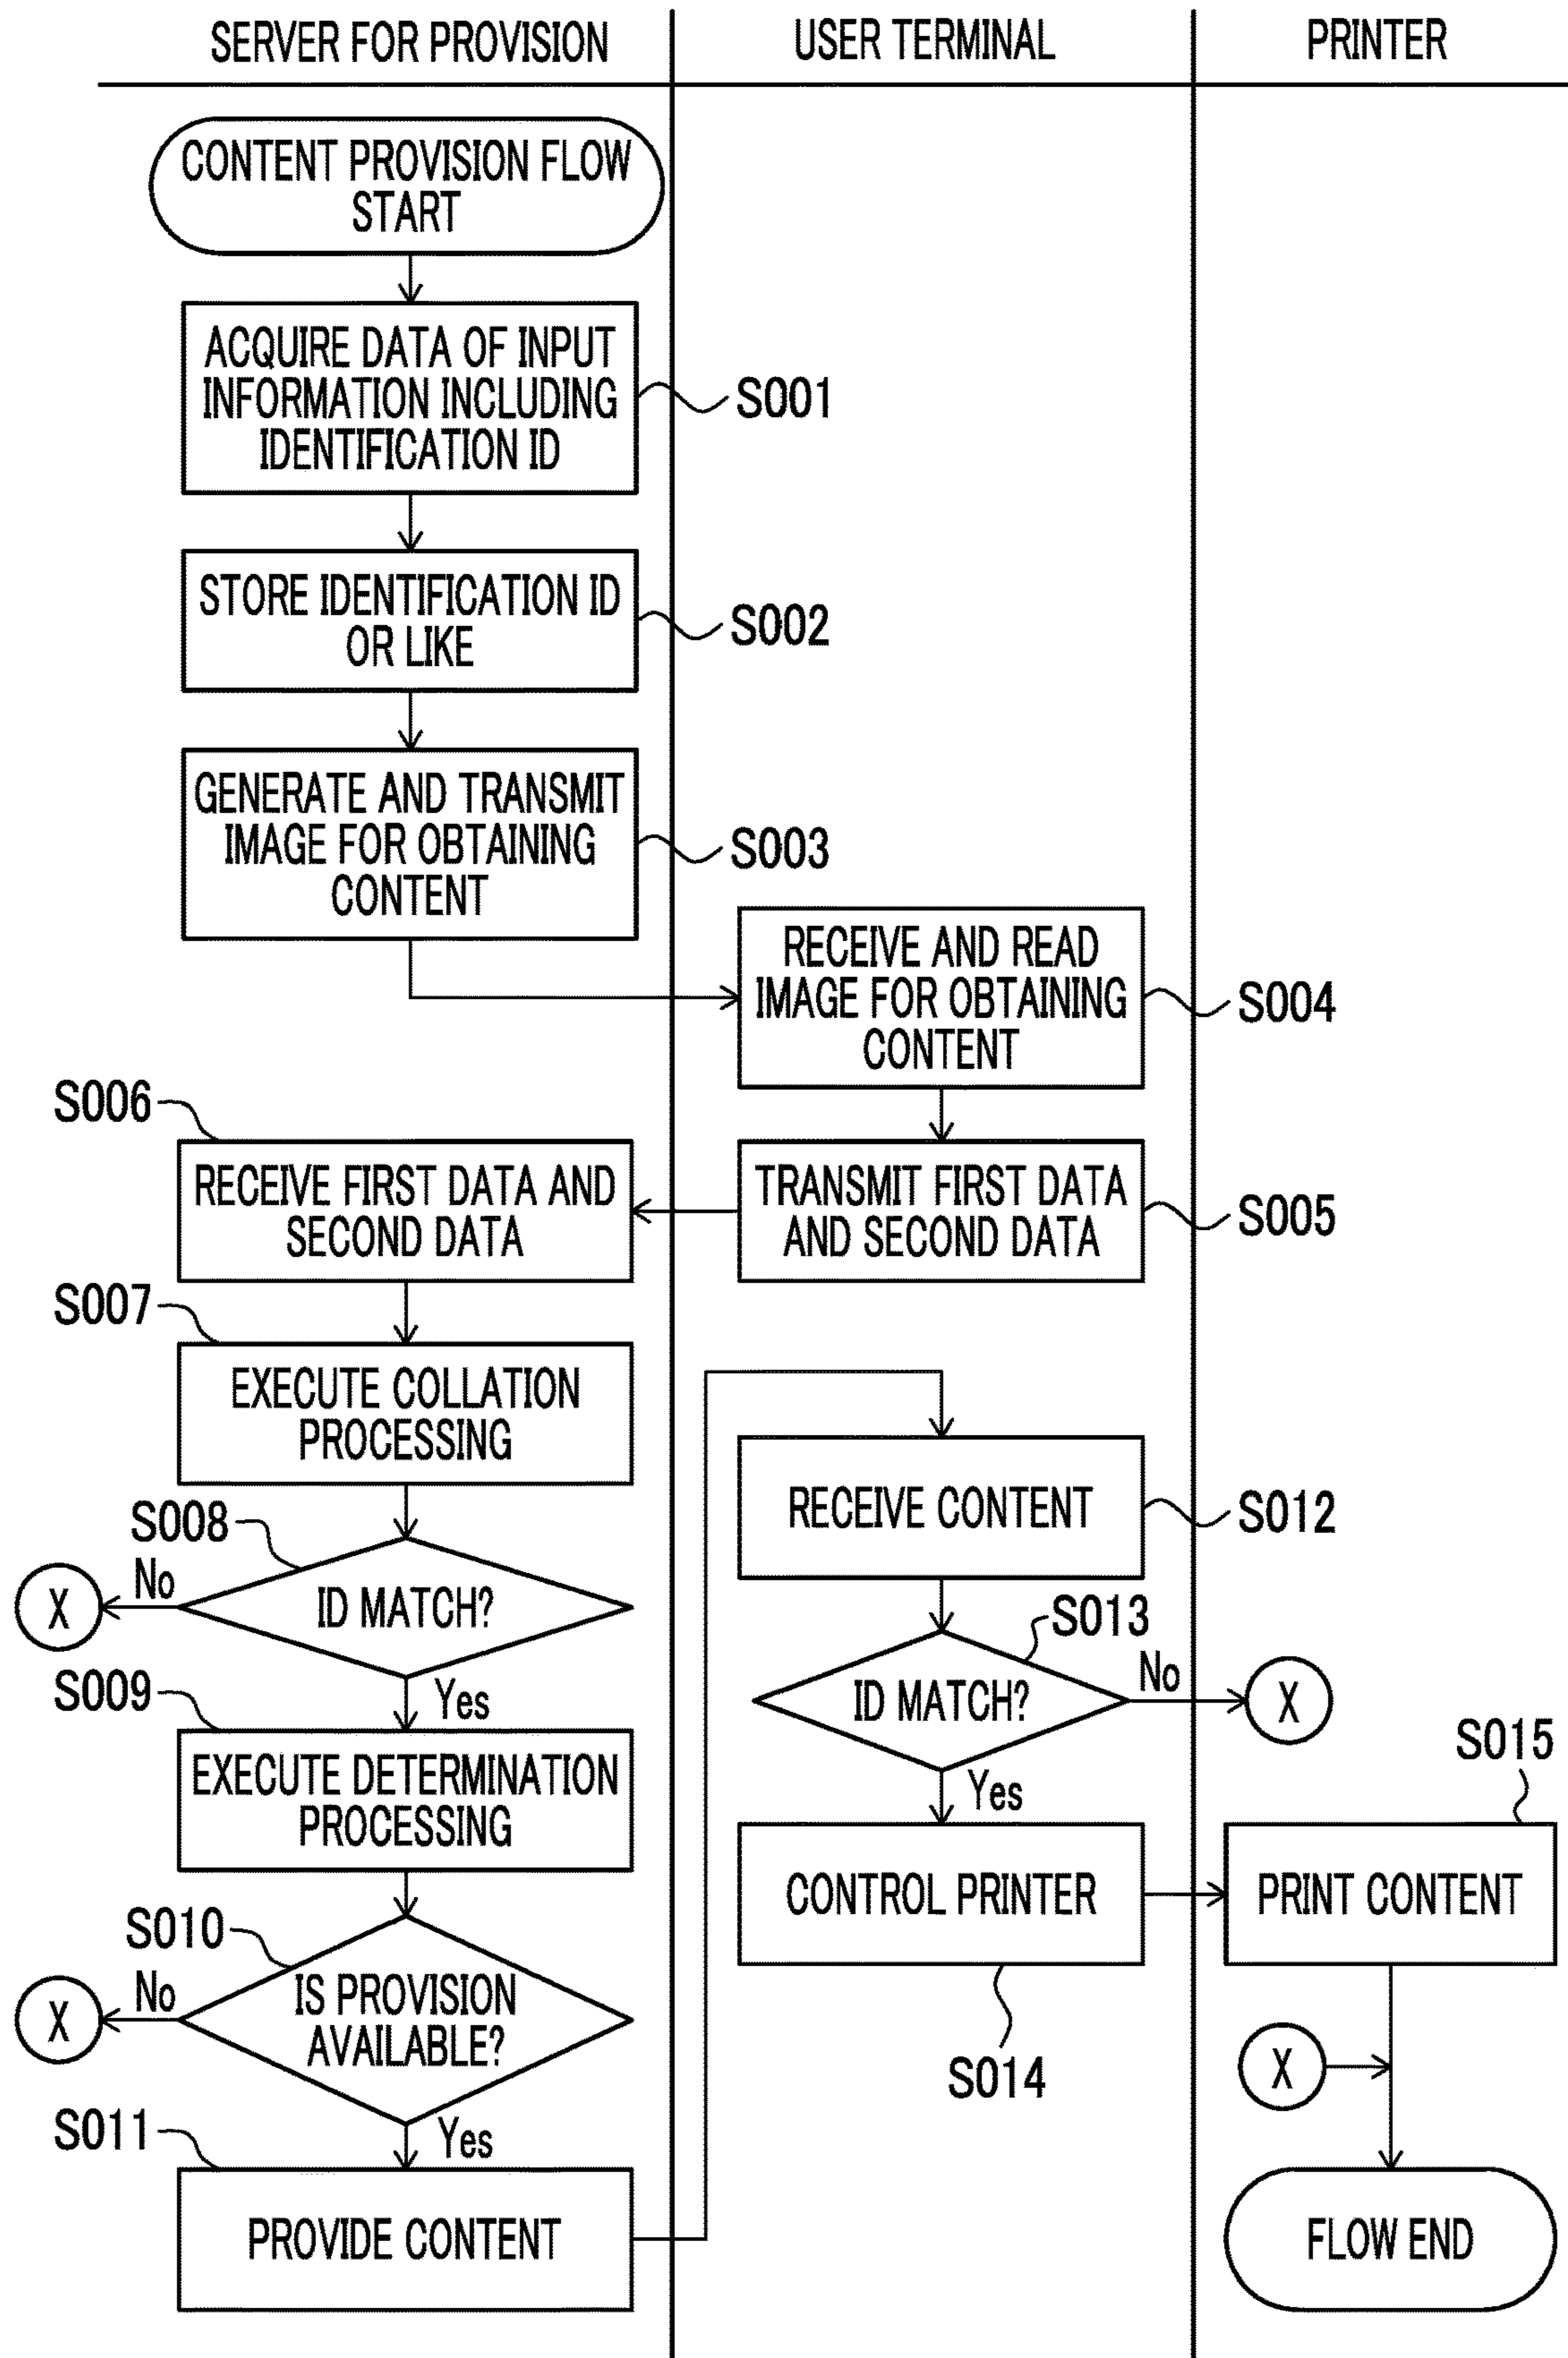 SERVER FOR PROVISION
USER TERMINAL
PRINTER
CONTENT PROVISION FLOW
START
ACQUIRE DATA OF INPUT
INFORMATION INCLUDING
IDENTIFICATION ID
S001
STORE IDENTIFICATION ID
OR LIKE
S002
GENERATE AND TRANSMIT
IMAGE FOR OBTAINING
CONTENT
S003
RECEIVE AND READ
IMAGE FOR OBTAINING
CONTENT
S004
TRANSMIT FIRST DATA
AND SECOND DATA
S005
S006
RECEIVE FIRST DATA AND
SECOND DATA
S007
EXECUTE COLLATION
PROCESSING
S008
ID MATCH?
No
X
Yes
S009
EXECUTE DETERMINATION
PROCESSING
S010
IS PROVISION
AVAILABLE?
No
X
Yes
S011
PROVIDE CONTENT
RECEIVE CONTENT
S012
S013
ID MATCH?
No
X
Yes
CONTROL PRINTER
S014
S015
PRINT CONTENT
X
FLOW END